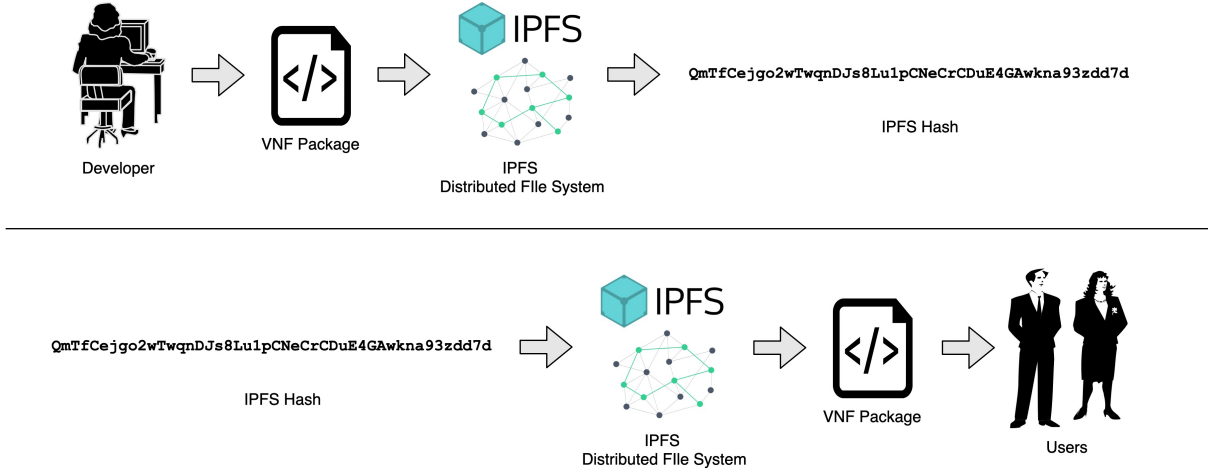 IPFS
</>
QmTfCejgo2wTwqnDJs8Lu1pCNeCrCDuE4GAwkna93zdd7d
VNF Package
IPFS Hash
Developer
IPFS
Distributed FIle System
IPFS
</>
QmTfCejgo2wTwqnDJs8Lu1pCNeCrCDuE4GAwkna93zdd7d
IPFS Hash
VNF Package
IPFS
Distributed FIle System
Users